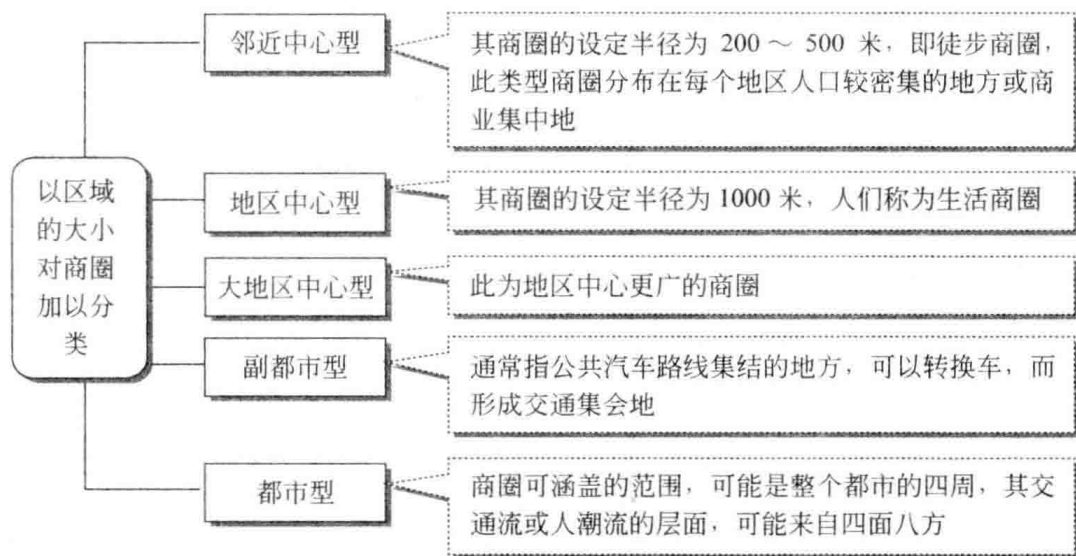 邻近中心型
其商圈的设定半径为 200～500 米，即徒步商圈，
此类型商圈分布在每个地区人口较密集的地方或商
业集中地
以区域
的大小
对商圈
加以分
类
地区中心型
其商圈的设定半径为 1000 米，人们称为生活商圈
大地区中心型
此为地区中心更广的商圈
副都市型
通常指公共汽车路线集结的地方，可以转换车，而
形成交通集会地
都市型
商圈可涵盖的范围，可能是整个都市的四周，其交
通流或人潮流的层面，可能来自四面八方